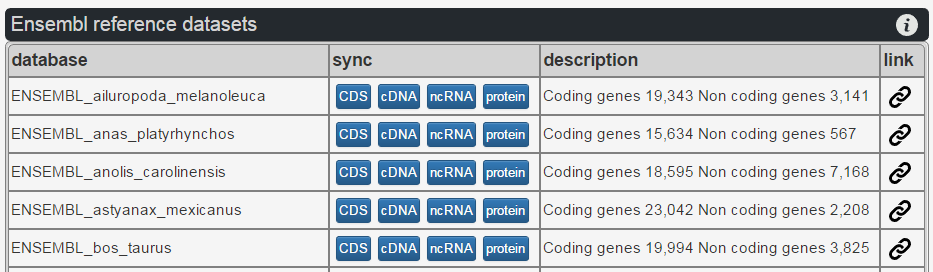 Ensembl reference datasets
database sync description link
ENSEMBL_ailuropoda_melanoleuca CDS cDNA ncRNA protein Coding genes 19,343 Non coding genes 3,141
ENSEMBL_anas_platyrhynchos CDS cDNA ncRNA protein Coding genes 15,634 Non coding genes 567
ENSEMBL_anolis_carolinensis CDS cDNA ncRNA protein Coding genes 18,595 Non coding genes 7,168
ENSEMBL_astyanax_mexicanus CDS cDNA ncRNA protein Coding genes 23,042 Non coding genes 2,208
ENSEMBL_bos_taurus CDS cDNA ncRNA protein Coding genes 19,994 Non coding genes 3,825